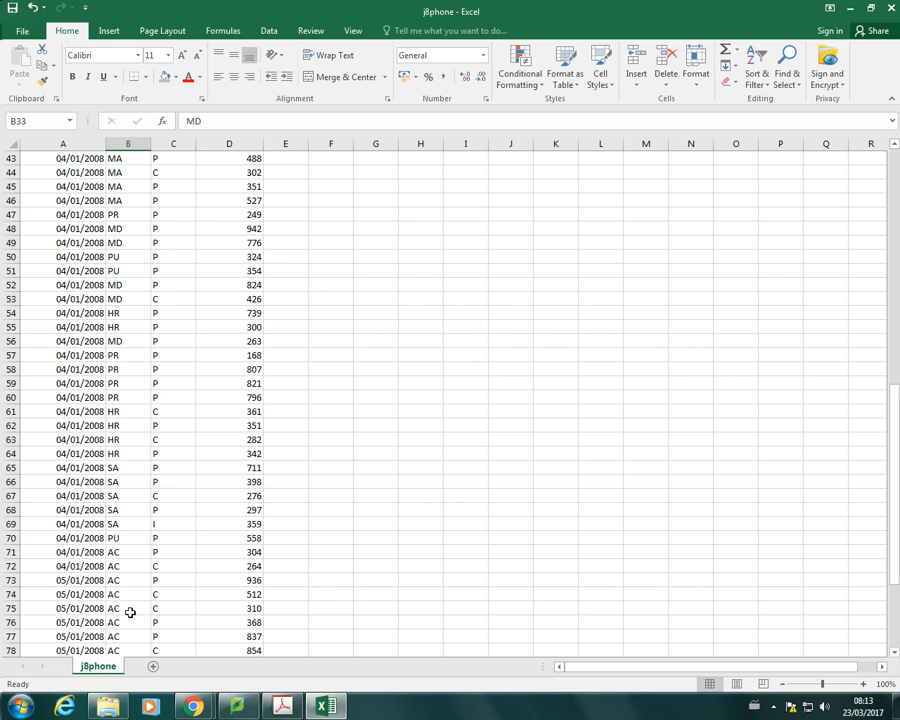 j8phone - Excel
File Home Insert Page Layout Formulas Data Review View Tell me what you want to do... Sign in Share
Paste Calibri 11 A A Wrap Text General Conditional Format as Cell Insert Delete Format Sort & Find & Sign and
B I U A Merge & Center % , Formatting Table Styles Filter Select Encrypt
Clipboard Font Alignment Number Styles Cells Editing Privacy
B33 fx MD
A B C D E F G H I J K L M N O P Q R
43 04/01/2008 MA P 488
44 04/01/2008 MA C 302
45 04/01/2008 MA P 351
46 04/01/2008 MA P 527
47 04/01/2008 PR P 249
48 04/01/2008 MD P 942
49 04/01/2008 MD P 776
50 04/01/2008 PU P 324
51 04/01/2008 PU P 354
52 04/01/2008 MD P 824
53 04/01/2008 MD C 426
54 04/01/2008 HR P 739
55 04/01/2008 HR P 300
56 04/01/2008 MD P 263
57 04/01/2008 PR P 168
58 04/01/2008 PR P 807
59 04/01/2008 PR P 821
60 04/01/2008 PR P 796
61 04/01/2008 HR C 361
62 04/01/2008 HR P 351
63 04/01/2008 HR C 282
64 04/01/2008 HR P 342
65 04/01/2008 SA P 711
66 04/01/2008 SA P 398
67 04/01/2008 SA C 276
68 04/01/2008 SA P 297
69 04/01/2008 SA I 359
70 04/01/2008 PU P 558
71 04/01/2008 AC P 304
72 04/01/2008 AC C 264
73 05/01/2008 AC P 936
74 05/01/2008 AC C 512
75 05/01/2008 AC C 310
76 05/01/2008 AC P 368
77 05/01/2008 AC P 837
78 05/01/2008 AC C 854
j8phone
Ready 100%
08:13
23/03/2017